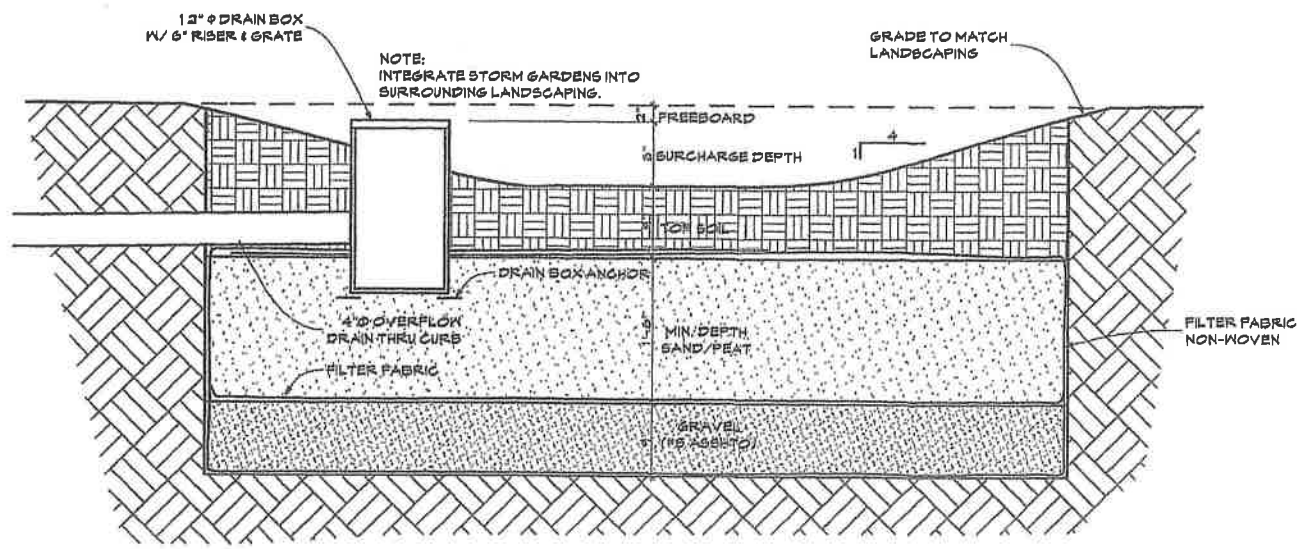 12" Φ DRAIN BOX
W/ 6" RISER & GRATE
NOTE:
INTEGRATE STORM GARDENS INTO
SURROUNDING LANDSCAPING.
GRADE TO MATCH
LANDSCAPING
FREEBOARD
4
1
SURCHARGE DEPTH
TOP SOIL
DRAIN BOX ANCHOR
4"Φ OVERFLOW
DRAIN THRU CURB
MIN. DEPTH
SAND/PEAT
FILTER FABRIC
NON-WOVEN
FILTER FABRIC
GRAVEL